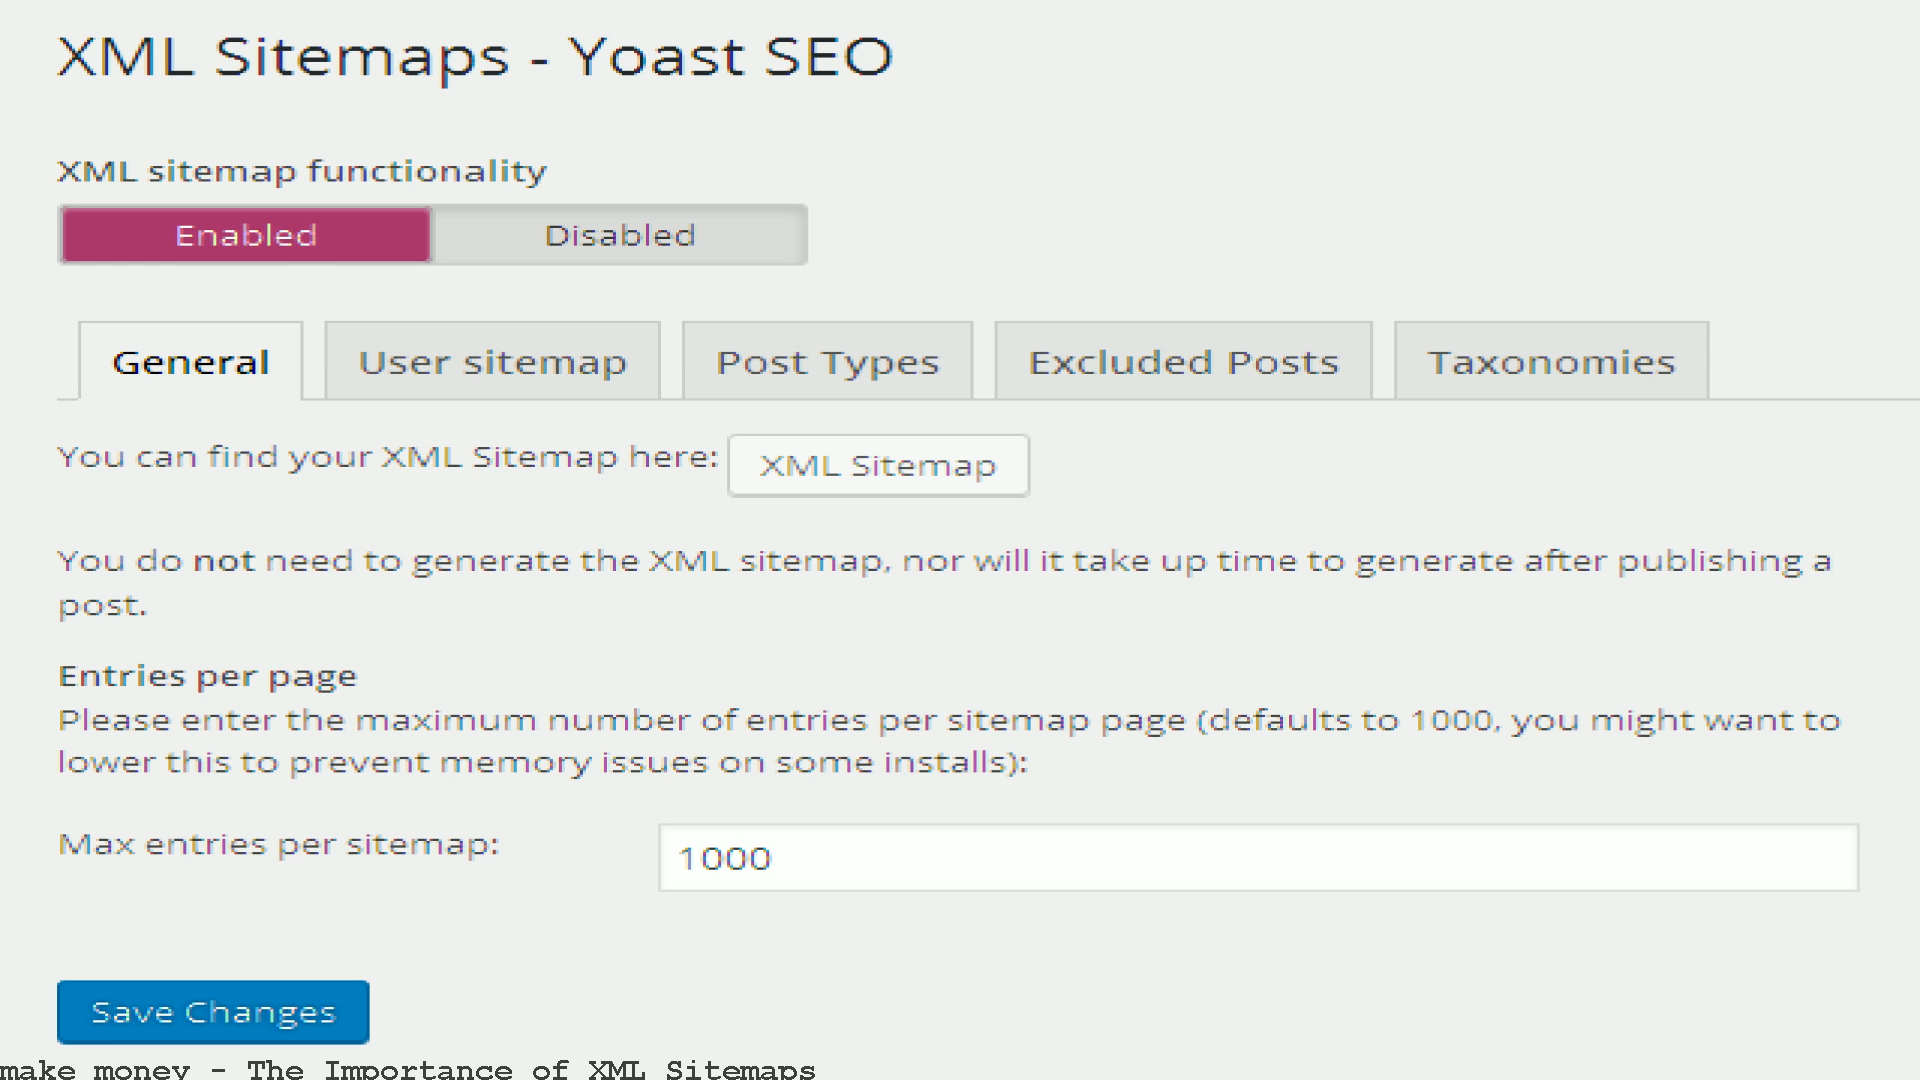 XML Sitemaps - Yoast SEO
XML sitemap functionality
Enabled Disabled
General User sitemap Post Types Excluded Posts Taxonomies
You can find your XML Sitemap here: XML Sitemap
You do not need to generate the XML sitemap, nor will it take up time to generate after publishing a
post.
Entries per page
Please enter the maximum number of entries per sitemap page (defaults to 1000, you might want to
lower this to prevent memory issues on some installs):
Max entries per sitemap: 1000
Save Changes
make money - The Importance of XML Sitemaps